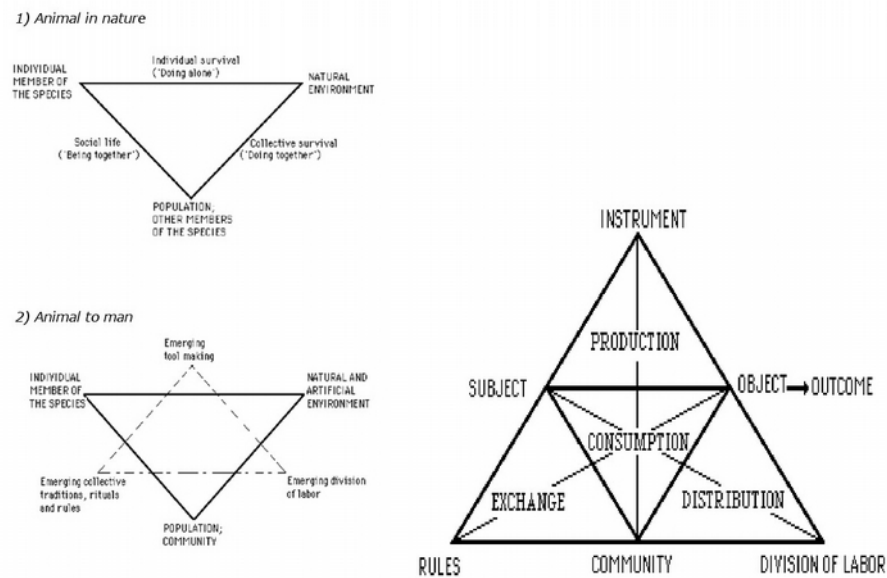 1) Animal in nature
Individual survival
("Doing alone")
INDIVIDUAL
MEMBER OF
THE SPECIES
NATURAL
ENVIRONMENT
Social life
("Being together")
Collective survival
("Doing together")
POPULATION;
OTHER MEMBERS
OF THE SPECIES
2) Animal to man
Emerging
tool making
INDIVIDUAL
MEMBER OF
THE SPECIES
NATURAL AND
ARTIFICIAL
ENVIRONMENT
Emerging collective
traditions, rituals
and rules
Emerging division
of labor
POPULATION;
COMMUNITY
INSTRUMENT
PRODUCTION
SUBJECT
OBJECT
OUTCOME
CONSUMPTION
EXCHANGE
DISTRIBUTION
RULES
COMMUNITY
DIVISION OF LABOR